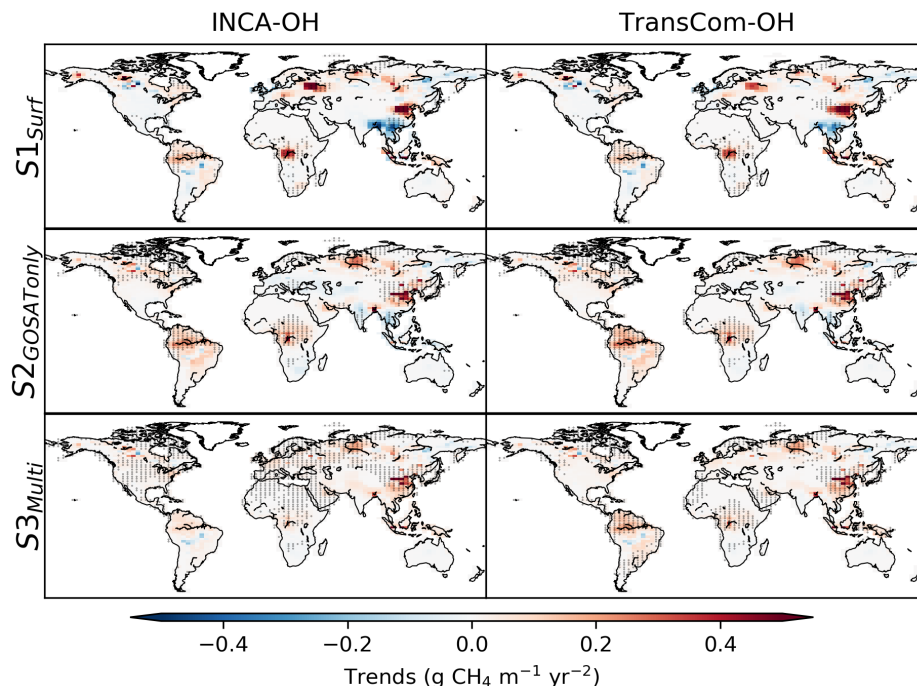 INCA-OH TransCom-OH
S1Surf
S2GOSATonly
S3Multi
−0.4 −0.2 0.0 0.2 0.4
Trends (g CH₄ m⁻¹ yr⁻²)